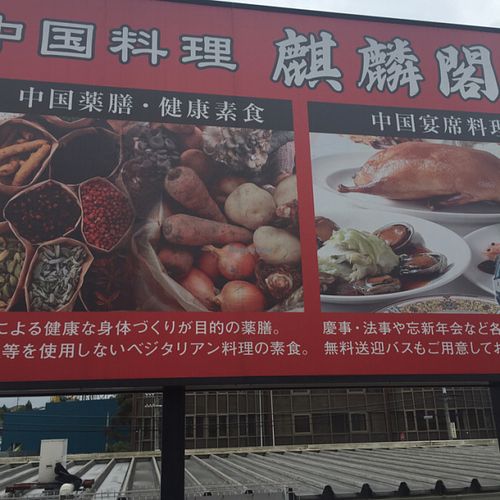 中国料理 麒麟閣
中国薬膳・健康素食
中国宴席料理
による健康な身体づくりが目的の薬膳。
等を使用しないベジタリアン料理の素食。
慶事・法事や忘新年会など各
無料送迎バスもご用意してお